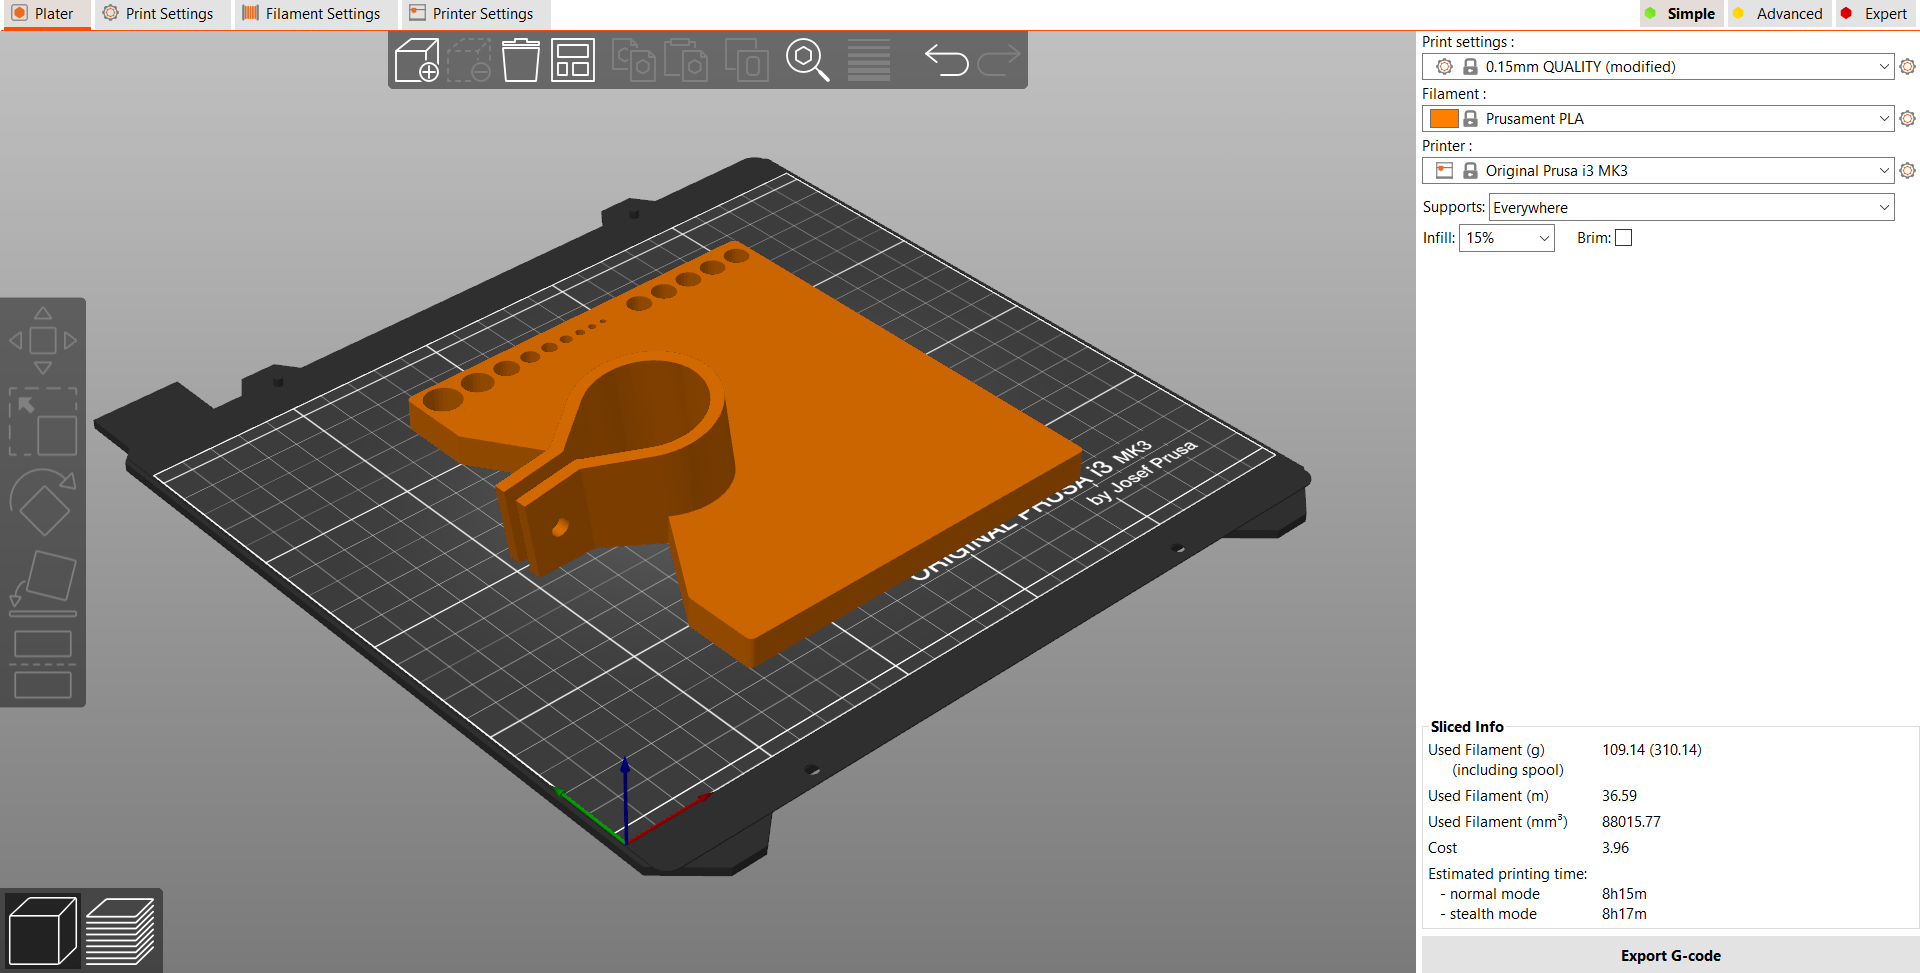 Plater Print Settings Filament Settings Printer Settings Simple Advanced Expert
Print settings :
0.15mm QUALITY (modified)
Filament :
Prusament PLA
Printer :
Original Prusa i3 MK3
Supports: Everywhere
Infill: 15% Brim:
ORIGINAL PRUSA i3 MK3
by Josef Prusa
Sliced Info
Used Filament (g) 109.14 (310.14)
(including spool)
Used Filament (m) 36.59
Used Filament (mm³) 88015.77
Cost 3.96
Estimated printing time:
- normal mode 8h15m
- stealth mode 8h17m
Export G-code